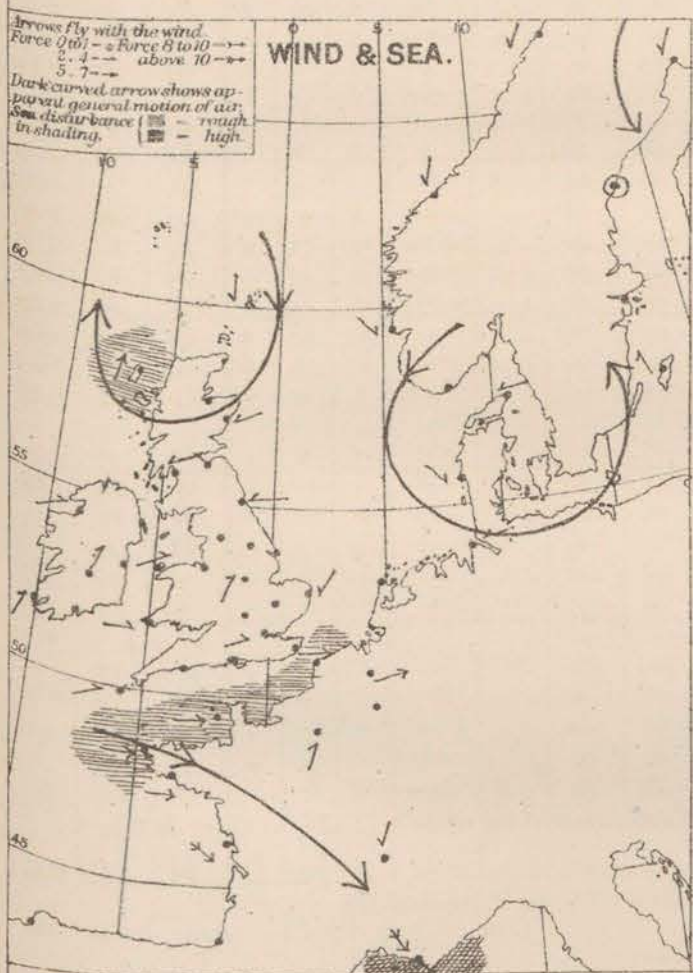 Arrows fly with the wind.
Force 0 to 1 - Force 8 to 10 -
2. 4 - above 10 -
5. 7 -
Dark curved arrow shows ap-
parent general motion of air.
Sea disturbance { - rough
in shading. { - high.
WIND & SEA.
0
5
10
10
5
60
55
50
45